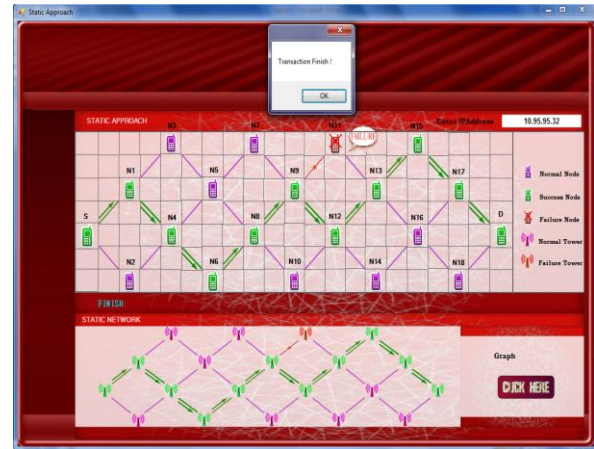 Static Approach
Transaction Finish !
OK
STATIC APPROACH
Enter IPAddress
10.95.95.32
N3
N7
N11
FAILURE
N15
N1
N5
N9
N13
N17
Normal Node
Success Node
S
N4
N8
N12
N16
D
Failure Node
Normal Tower
N2
N6
N10
N14
N18
Failure Tower
FINISH
STATIC NETWORK
Graph
CLICK HERE